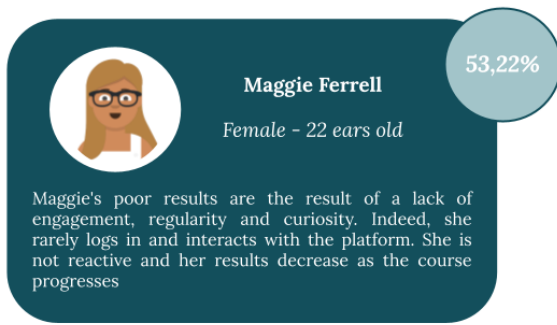 53,22%
Maggie Ferrell
Female - 22 ears old
Maggie's poor results are the result of a lack of
engagement, regularity and curiosity. Indeed, she
rarely logs in and interacts with the platform. She is
not reactive and her results decrease as the course
progresses